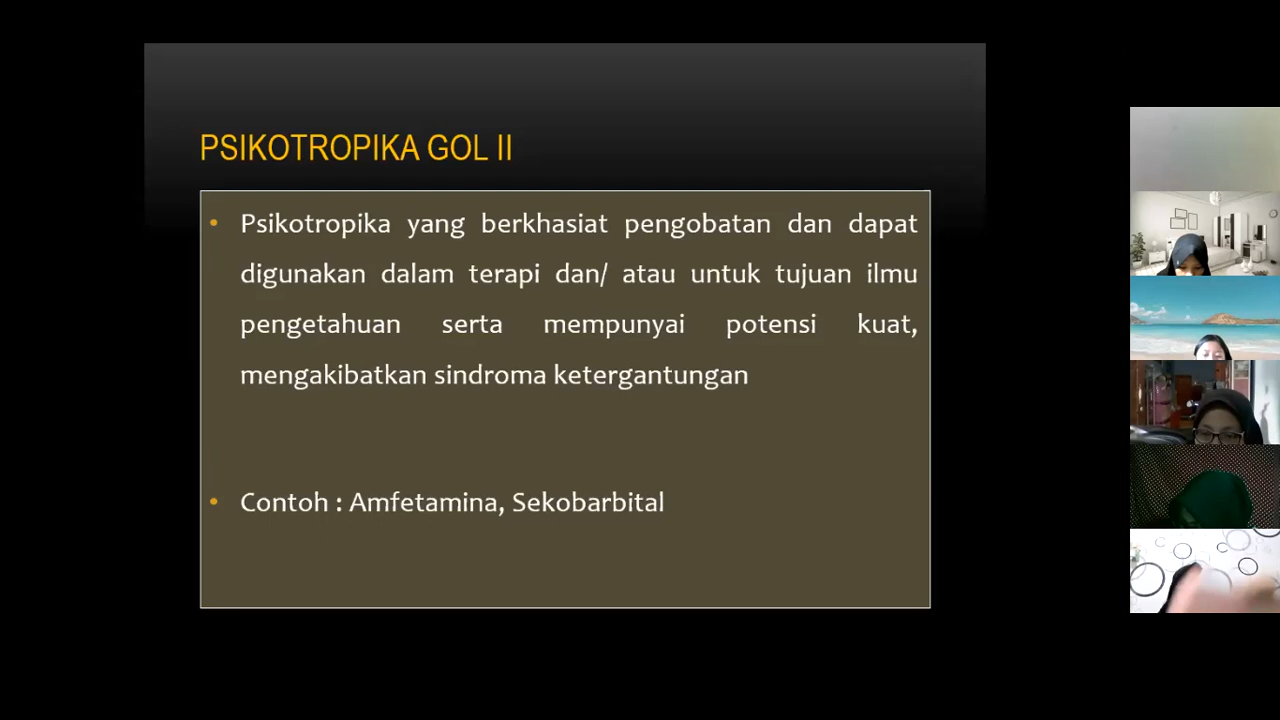 PSIKOTROPIKA GOL II
• Psikotropika yang berkhasiat pengobatan dan dapat
digunakan dalam terapi dan/ atau untuk tujuan ilmu
pengetahuan serta mempunyai potensi kuat,
mengakibatkan sindroma ketergantungan
• Contoh : Amfetamina, Sekobarbital